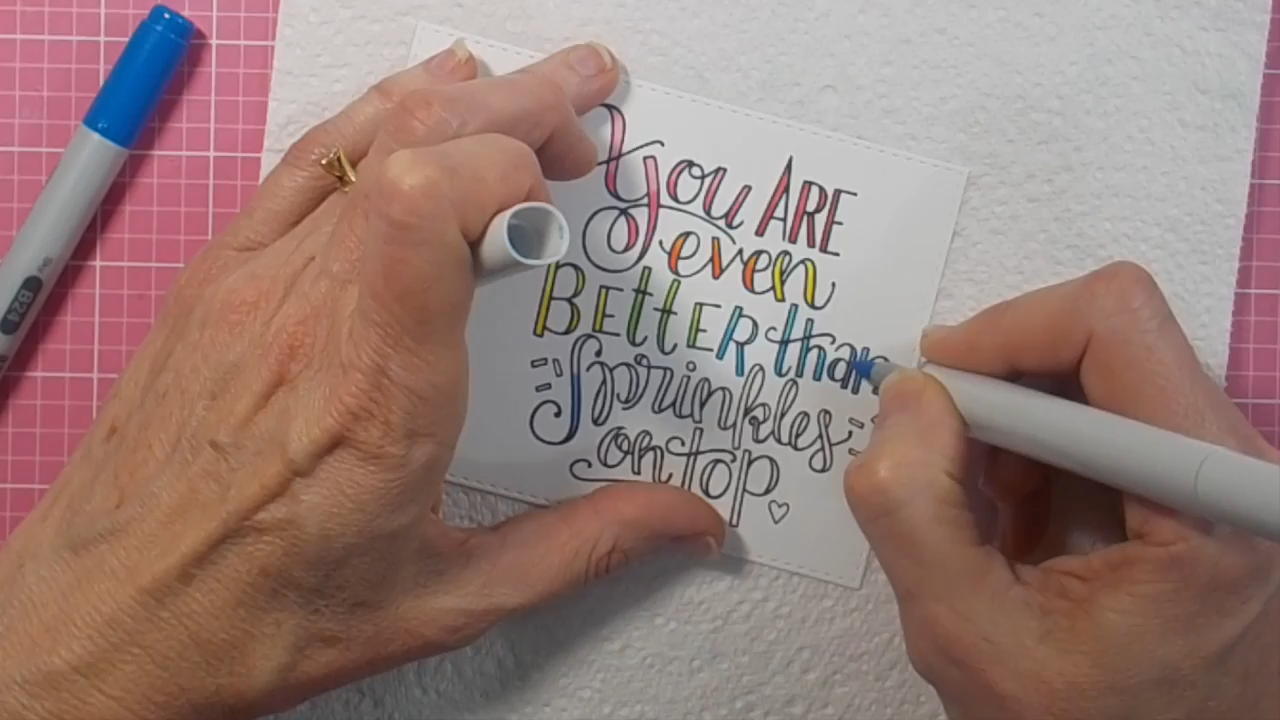 You ARE
even
BEttER than
Sprinkles
on top
B24